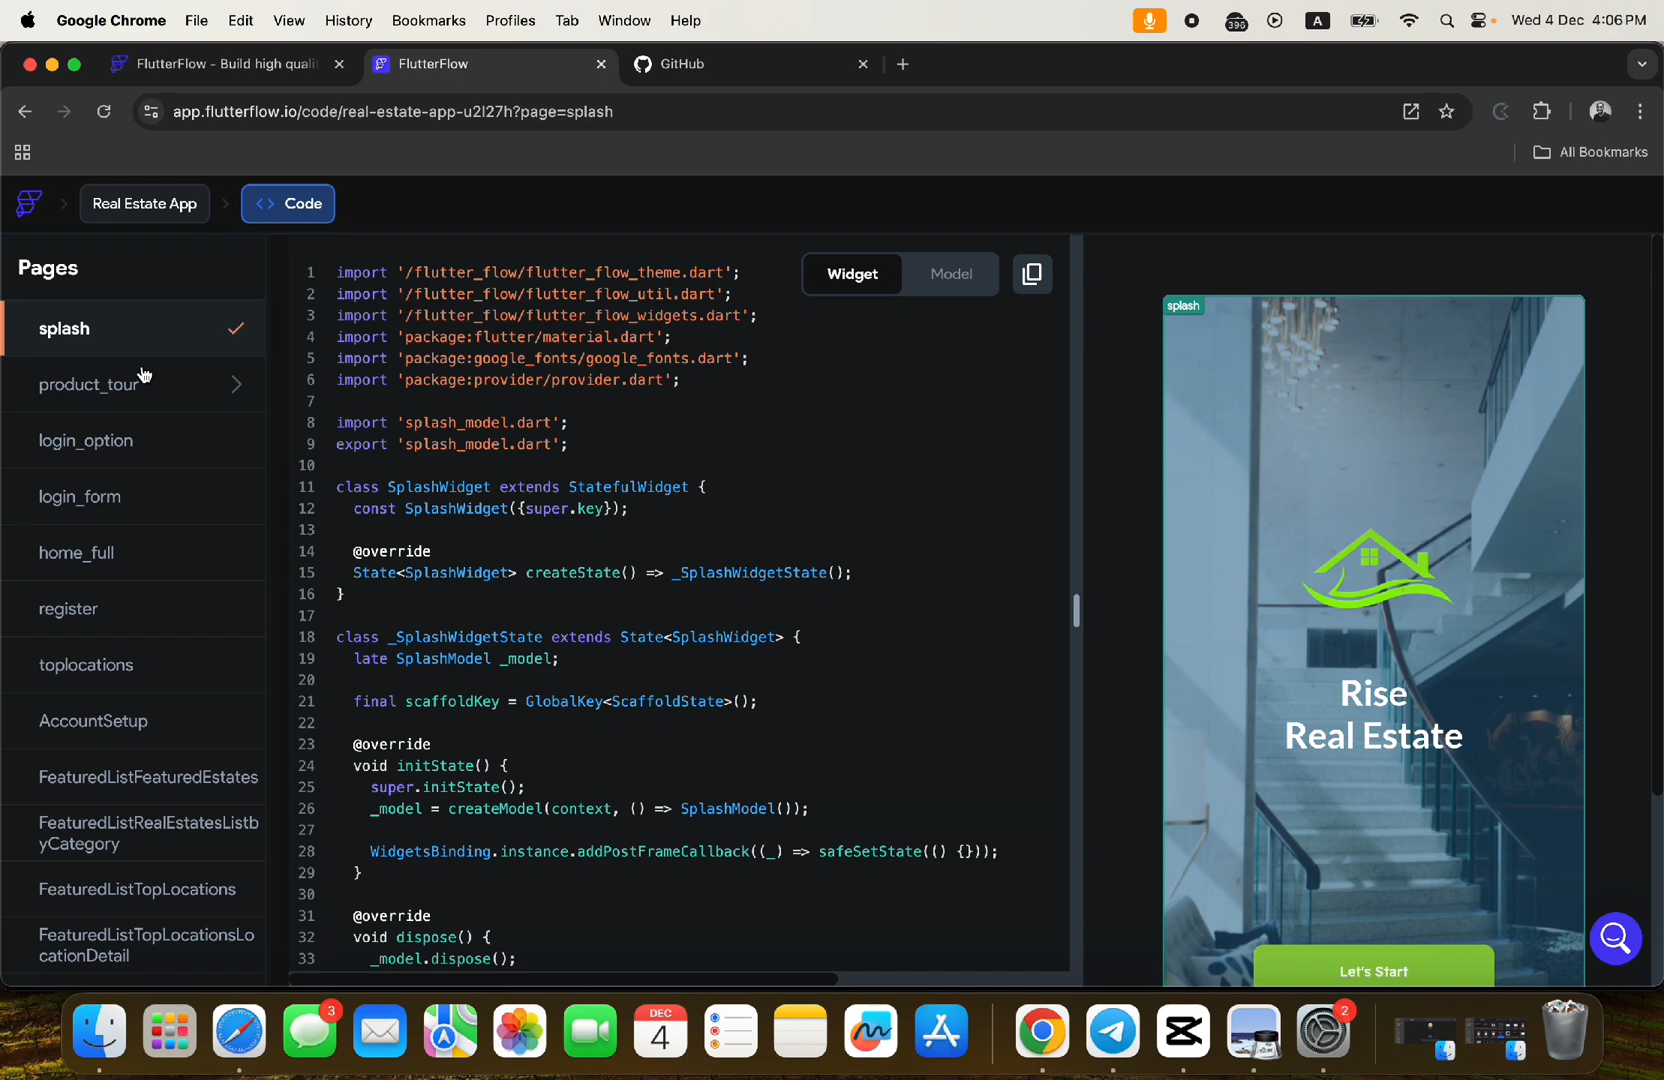 Google Chrome File Edit View History Bookmarks Profiles Tab Window Help 396 A Wed 4 Dec 4:06 PM
FlutterFlow - Build high quali FlutterFlow GitHub
app.flutterflow.io/code/real-estate-app-u2l27h?page=splash
All Bookmarks
Real Estate App <> Code
Pages
splash
product_tour
login_option
login_form
home_full
register
toplocations
AccountSetup
FeaturedListFeaturedEstates
FeaturedListRealEstatesListb
yCategory
FeaturedListTopLocations
FeaturedListTopLocationsLo
cationDetail
Widget Model
1 import '/flutter_flow/flutter_flow_theme.dart';
2 import '/flutter_flow/flutter_flow_util.dart';
3 import '/flutter_flow/flutter_flow_widgets.dart';
4 import 'package:flutter/material.dart';
5 import 'package:google_fonts/google_fonts.dart';
6 import 'package:provider/provider.dart';
7
8 import 'splash_model.dart';
9 export 'splash_model.dart';
10
11 class SplashWidget extends StatefulWidget {
12 const SplashWidget({super.key});
13
14 @override
15 State<SplashWidget> createState() => _SplashWidgetState();
16 }
17
18 class _SplashWidgetState extends State<SplashWidget> {
19 late SplashModel _model;
20
21 final scaffoldKey = GlobalKey<ScaffoldState>();
22
23 @override
24 void initState() {
25 super.initState();
26 _model = createModel(context, () => SplashModel());
27
28 WidgetsBinding.instance.addPostFrameCallback((_) => safeSetState(() {}));
29 }
30
31 @override
32 void dispose() {
33 _model.dispose();
splash
Rise
Real Estate
Let's Start
3
DEC
4
2